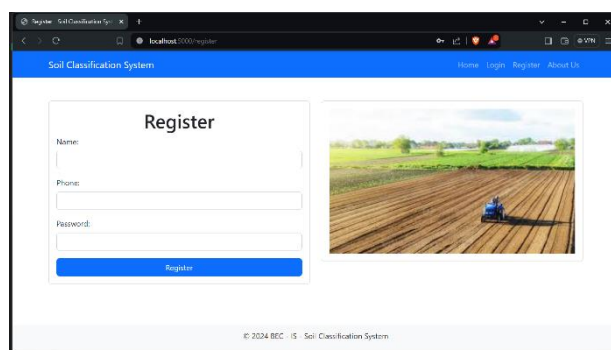 Register - Soil Classification Sys
localhost:5000/register
VPN
Soil Classification System
Home Login Register About Us
Register
Name:
Phone:
Password:
Register
© 2024 BEC - IS - Soil Classification System